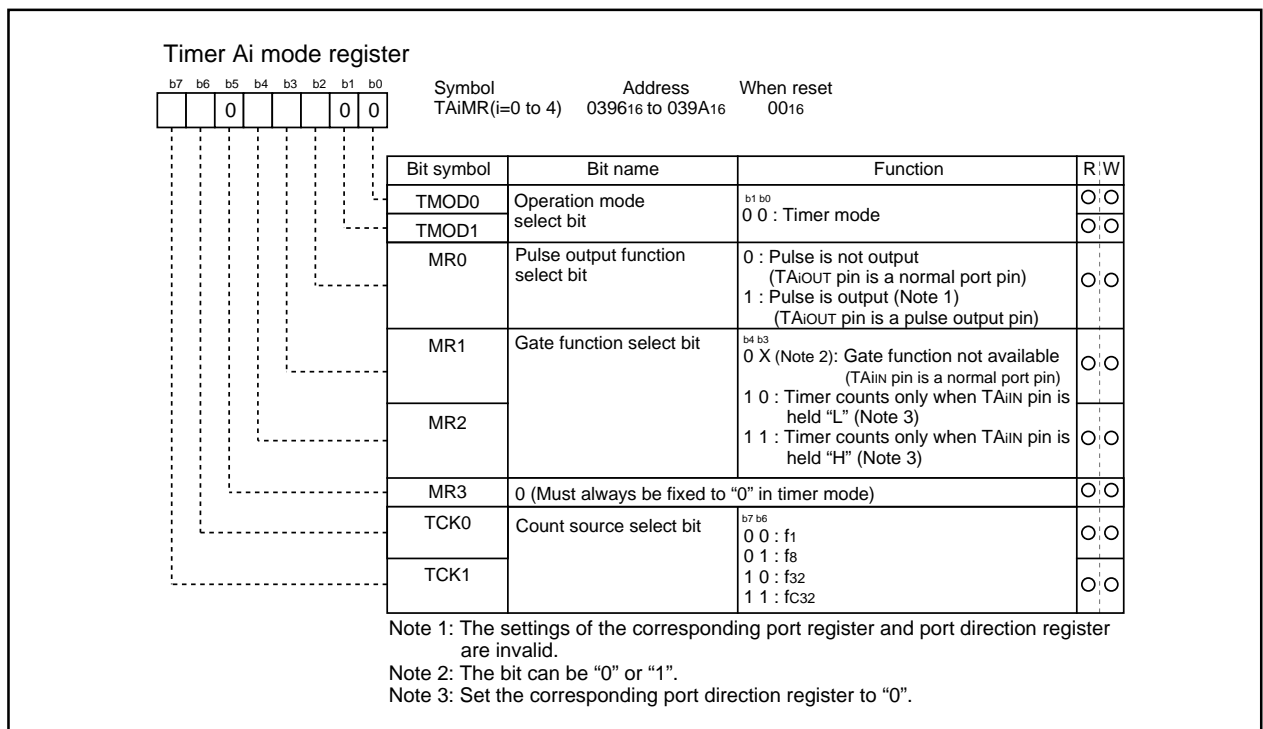 Timer Ai mode register
b7 b6 b5 b4 b3 b2 b1 b0
0 0 0
Symbol Address When reset
TAiMR(i=0 to 4) 039616 to 039A16 0016
Bit symbol Bit name Function R W
TMOD0 Operation mode select bit b1 b0
0 0 : Timer mode
TMOD1
MR0 Pulse output function select bit 0 : Pulse is not output
(TAiOUT pin is a normal port pin)
1 : Pulse is output (Note 1)
(TAiOUT pin is a pulse output pin)
MR1 Gate function select bit b4 b3
0 X (Note 2): Gate function not available
(TAiIN pin is a normal port pin)
1 0 : Timer counts only when TAiIN pin is
held “L” (Note 3)
MR2
1 1 : Timer counts only when TAiIN pin is
held “H” (Note 3)
MR3 0 (Must always be fixed to “0” in timer mode)
TCK0 Count source select bit b7 b6
0 0 : f1
0 1 : f8
TCK1 1 0 : f32
1 1 : fC32
Note 1: The settings of the corresponding port register and port direction register
are invalid.
Note 2: The bit can be “0” or “1”.
Note 3: Set the corresponding port direction register to “0”.